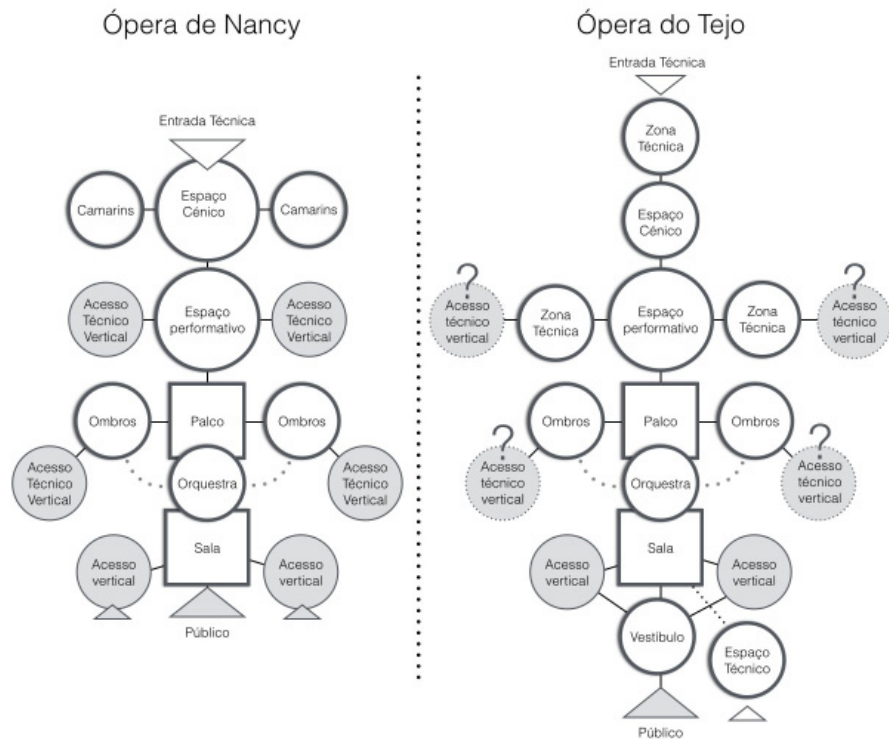 Ópera de Nancy
Entrada Técnica
Camarins
Espaço
Cénico
Camarins
Acesso
Técnico
Vertical
Espaço
performativo
Acesso
Técnico
Vertical
Ombros
Palco
Ombros
Acesso
Técnico
Vertical
Orquestra
Acesso
Técnico
Vertical
Sala
Acesso
vertical
Acesso
vertical
Público
Ópera do Tejo
Entrada Técnica
Zona
Técnica
Espaço
Cénico
?
Acesso
técnico
vertical
Zona
Técnica
Espaço
performativo
Zona
Técnica
?
Acesso
técnico
vertical
Ombros
Palco
Ombros
?
Acesso
técnico
vertical
Orquestra
?
Acesso
técnico
vertical
Sala
Acesso
vertical
Acesso
vertical
Vestíbulo
Espaço
Técnico
Público